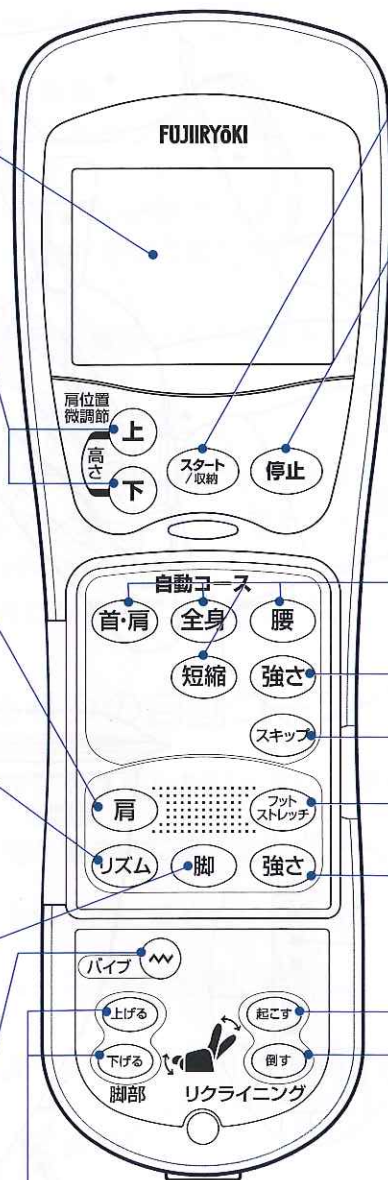 FUJIIRYŌKI
肩位置
微調節
上
高さ
下
スタート
/収納
停止
自動コース
首・肩
全身
腰
短縮
強さ
スキップ
肩
フット
ストレッチ
リズム
脚
強さ
バイブ
上げる
下げる
脚部
起こす
倒す
リクライニング